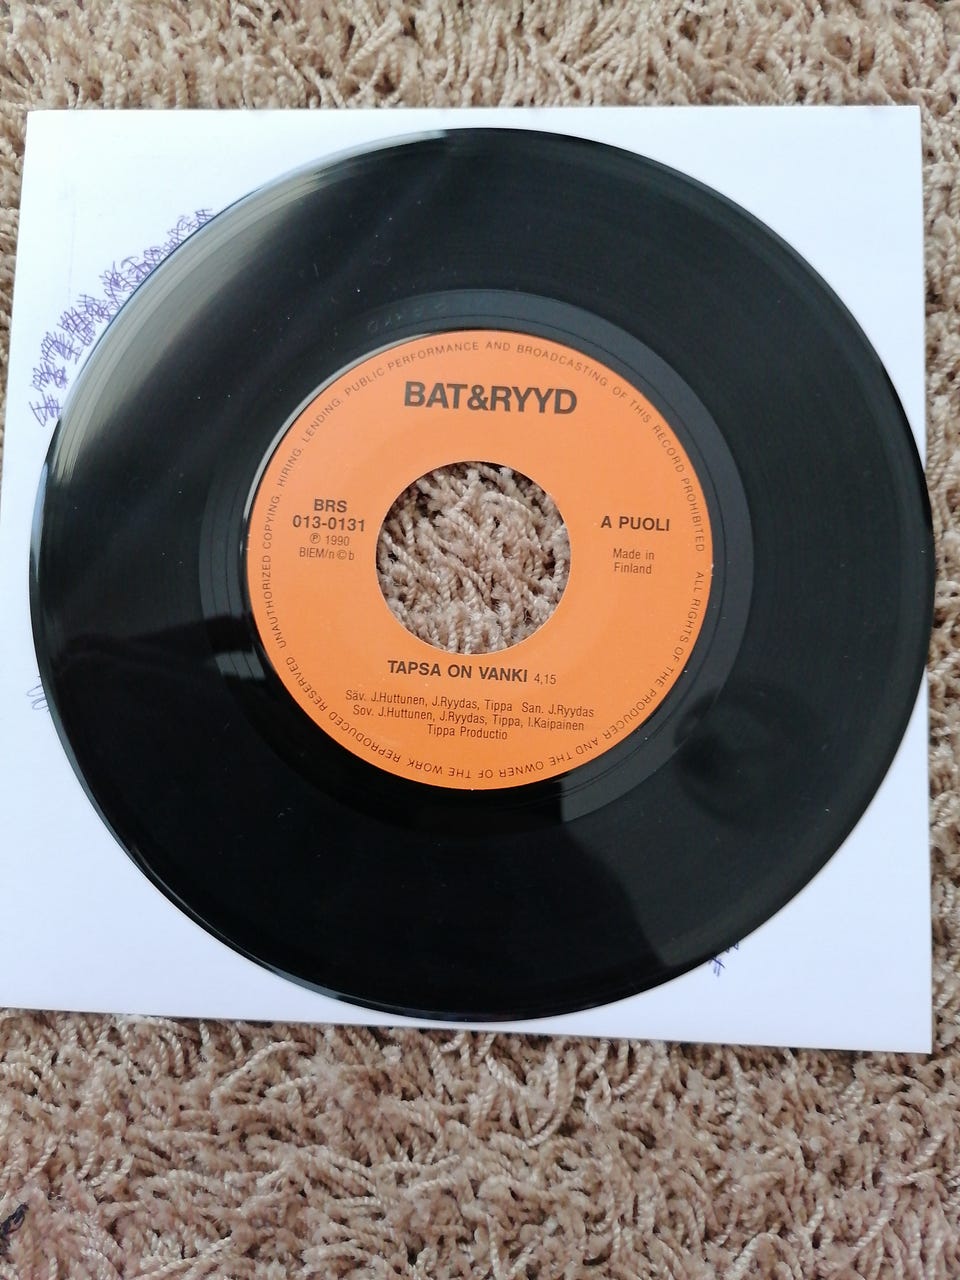 UNAUTHORIZED COPYING, HIRING, LENDING, PUBLIC PERFORMANCE AND BROADCASTING OF THIS RECORD PROHIBITED ALL RIGHTS OF THE PRODUCER AND THE OWNER OF THE WORK REPRODUCED RESERVED
BAT&RYYD
BRS
013-0131
℗ 1990
BIEM/n©b
A PUOLI
Made in
Finland
TAPSA ON VANKI 4,15
Säv. J.Huttunen, J.Ryydas, Tippa San. J.Ryydas
Sov. J.Huttunen, J.Ryydas, Tippa, I.Kaipainen
Tippa Productio